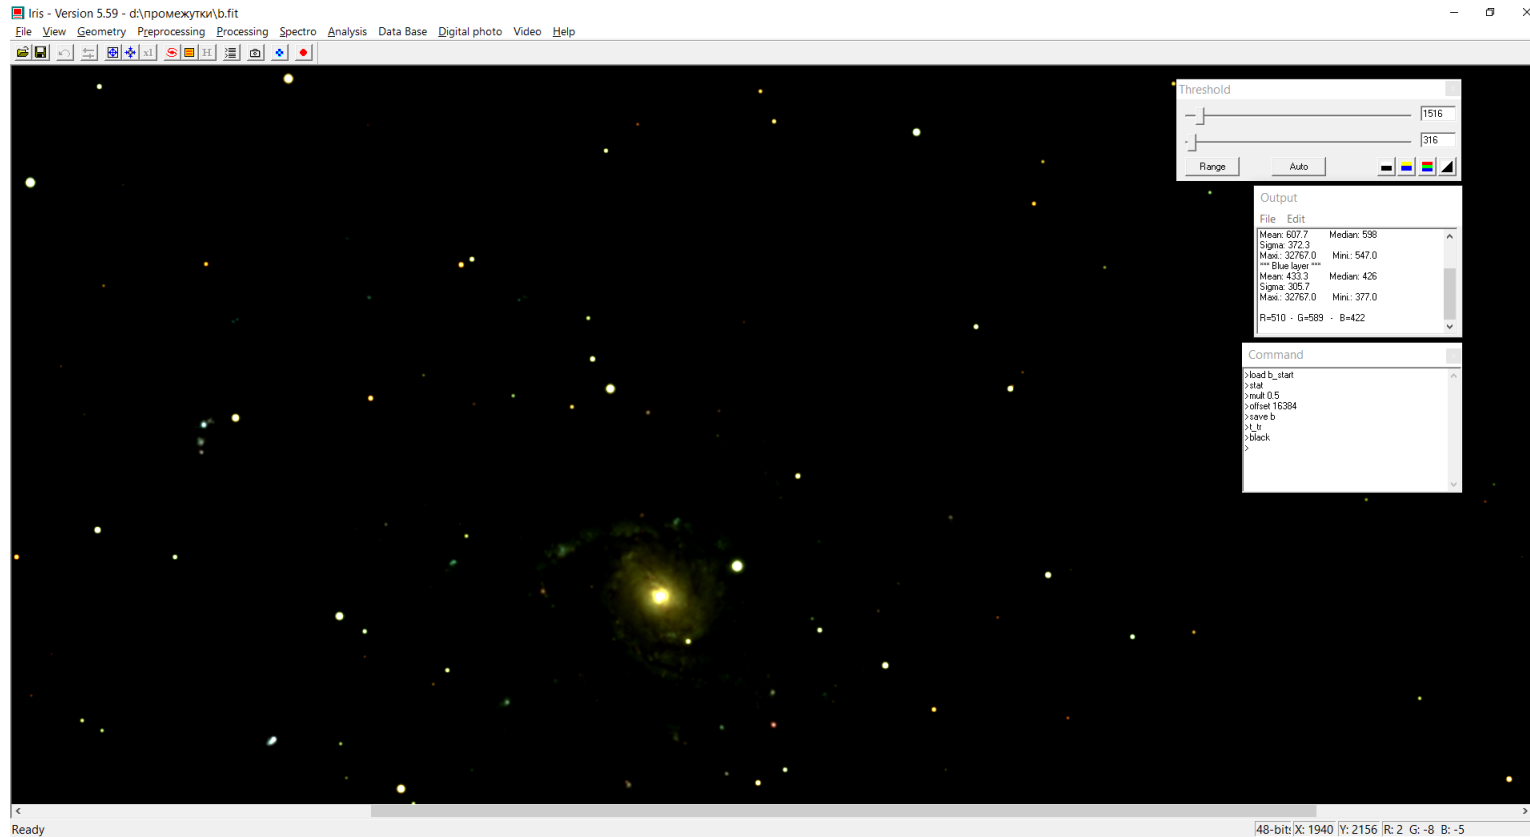 Iris - Version 5.59 - d:\промежутки\b.fit
File View Geometry Preprocessing Processing Spectro Analysis Data Base Digital photo Video Help
x1 H
Threshold
1516
316
Range Auto
Output
File Edit
Mean: 607.7 Median: 598
Sigma: 372.3
Maxi.: 32767.0 Mini.: 547.0
*** Blue layer ***
Mean: 433.3 Median: 426
Sigma: 305.7
Maxi.: 32767.0 Mini.: 377.0
R=510 - G=589 - B=422
Command
>load b_start
>stat
>mult 0.5
>offset 16384
>save b
>t_tr
>black
>
Ready
48-bits X: 1940 Y: 2156 R: 2 G: -8 B: -5